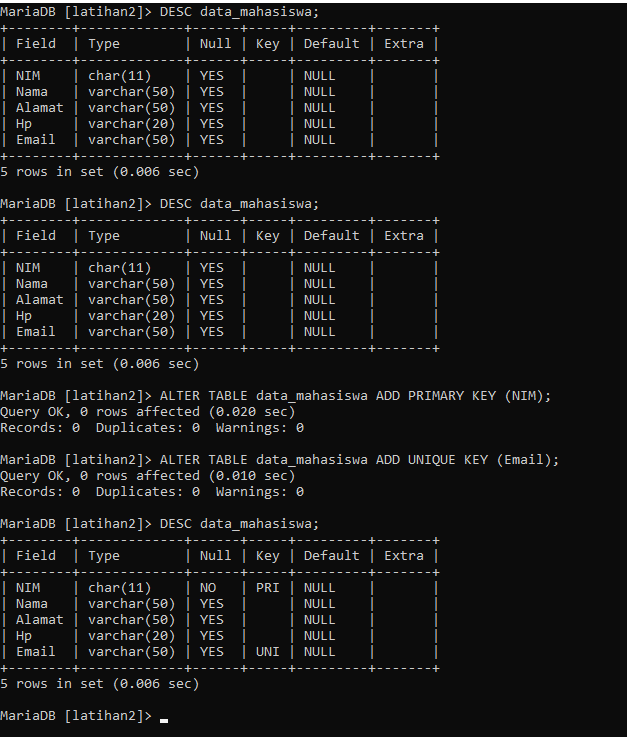 MariaDB [latihan2]> DESC data_mahasiswa;
+--------+-------------+------+-----+---------+-------+
| Field  | Type        | Null | Key | Default | Extra |
+--------+-------------+------+-----+---------+-------+
| NIM    | char(11)    | YES  |     | NULL    |       |
| Nama   | varchar(50) | YES  |     | NULL    |       |
| Alamat | varchar(50) | YES  |     | NULL    |       |
| Hp     | varchar(20) | YES  |     | NULL    |       |
| Email  | varchar(50) | YES  |     | NULL    |       |
+--------+-------------+------+-----+---------+-------+
5 rows in set (0.006 sec)

MariaDB [latihan2]> DESC data_mahasiswa;
+--------+-------------+------+-----+---------+-------+
| Field  | Type        | Null | Key | Default | Extra |
+--------+-------------+------+-----+---------+-------+
| NIM    | char(11)    | YES  |     | NULL    |       |
| Nama   | varchar(50) | YES  |     | NULL    |       |
| Alamat | varchar(50) | YES  |     | NULL    |       |
| Hp     | varchar(20) | YES  |     | NULL    |       |
| Email  | varchar(50) | YES  |     | NULL    |       |
+--------+-------------+------+-----+---------+-------+
5 rows in set (0.006 sec)

MariaDB [latihan2]> ALTER TABLE data_mahasiswa ADD PRIMARY KEY (NIM);
Query OK, 0 rows affected (0.020 sec)
Records: 0  Duplicates: 0  Warnings: 0

MariaDB [latihan2]> ALTER TABLE data_mahasiswa ADD UNIQUE KEY (Email);
Query OK, 0 rows affected (0.010 sec)
Records: 0  Duplicates: 0  Warnings: 0

MariaDB [latihan2]> DESC data_mahasiswa;
+--------+-------------+------+-----+---------+-------+
| Field  | Type        | Null | Key | Default | Extra |
+--------+-------------+------+-----+---------+-------+
| NIM    | char(11)    | NO   | PRI | NULL    |       |
| Nama   | varchar(50) | YES  |     | NULL    |       |
| Alamat | varchar(50) | YES  |     | NULL    |       |
| Hp     | varchar(20) | YES  |     | NULL    |       |
| Email  | varchar(50) | YES  | UNI | NULL    |       |
+--------+-------------+------+-----+---------+-------+
5 rows in set (0.006 sec)

MariaDB [latihan2]> _